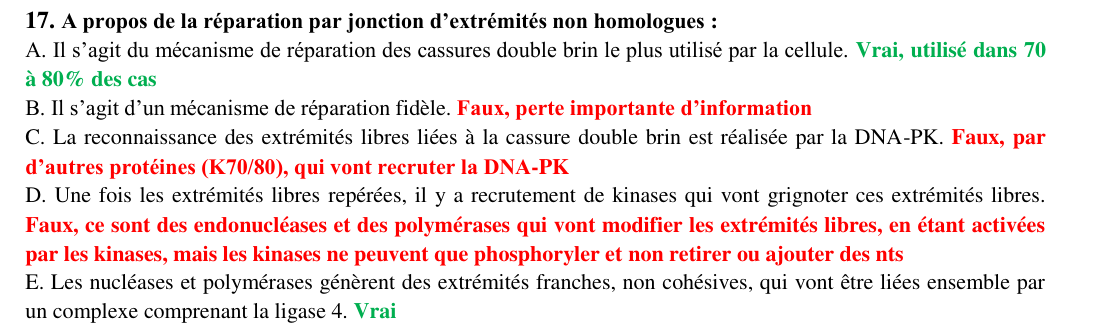 17. A propos de la réparation par jonction d’extrémités non homologues :
A. Il s’agit du mécanisme de réparation des cassures double brin le plus utilisé par la cellule. Vrai, utilisé dans 70
à 80% des cas
B. Il s’agit d’un mécanisme de réparation fidèle. Faux, perte importante d’information
C. La reconnaissance des extrémités libres liées à la cassure double brin est réalisée par la DNA-PK. Faux, par
d’autres protéines (K70/80), qui vont recruter la DNA-PK
D. Une fois les extrémités libres repérées, il y a recrutement de kinases qui vont grignoter ces extrémités libres.
Faux, ce sont des endonucléases et des polymérases qui vont modifier les extrémités libres, en étant activées
par les kinases, mais les kinases ne peuvent que phosphoryler et non retirer ou ajouter des nts
E. Les nucléases et polymérases génèrent des extrémités franches, non cohésives, qui vont être liées ensemble par
un complexe comprenant la ligase 4. Vrai